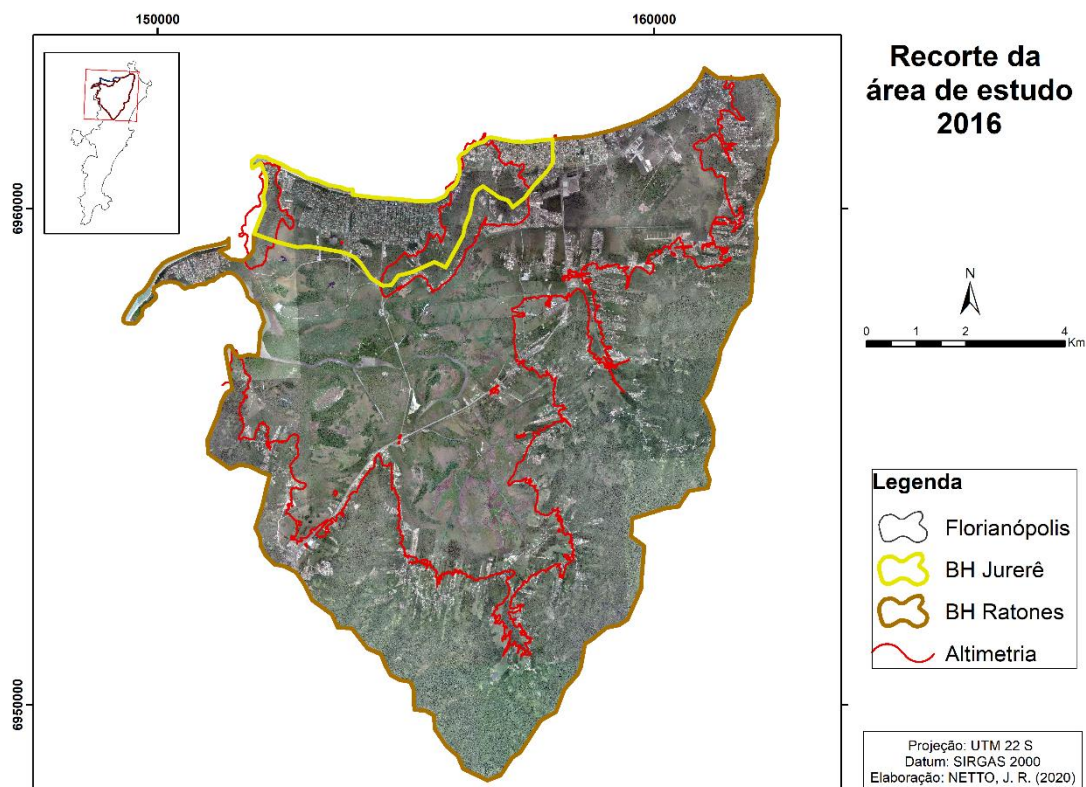 150000
160000
6960000
6950000
Recorte da
área de estudo
2016
N
0 1 2 4
Km
Legenda
Florianópolis
BH Jurerê
BH Ratones
Altimetria
Projeção: UTM 22 S
Datum: SIRGAS 2000
Elaboração: NETTO, J. R. (2020)